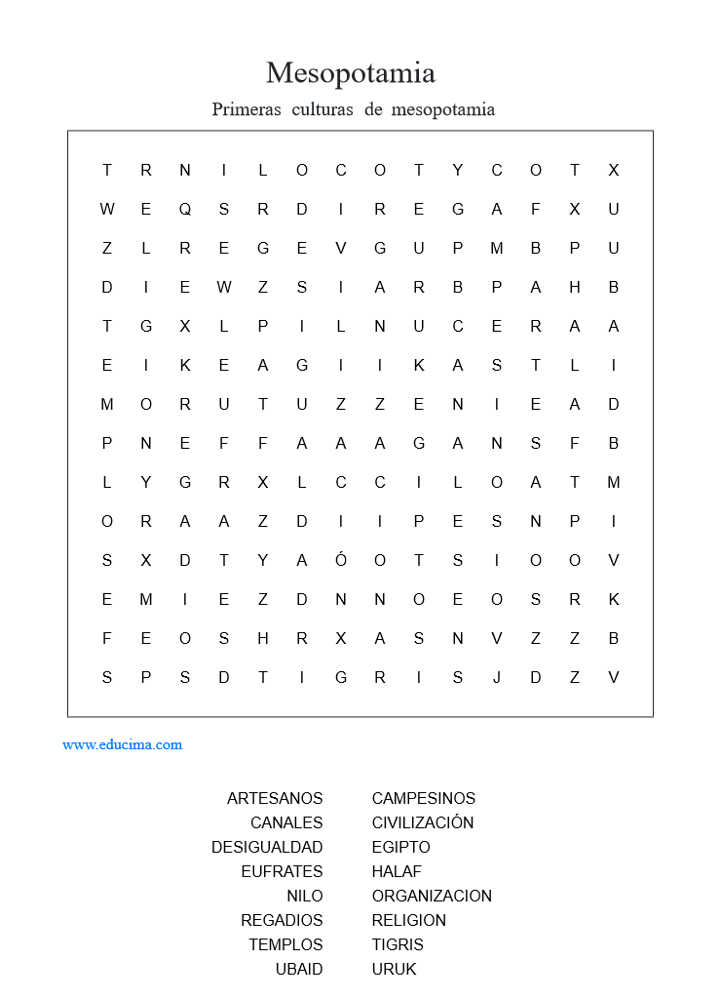 Mesopotamia
Primeras culturas de mesopotamia
T R N I L O C O T Y C O T X
W E Q S R D I R E G A F X U
Z L R E G E V G U P M B P U
D I E W Z S I A R B P A H B
T G X L P I L N U C E R A A
E I K E A G I I K A S T L I
M O R U T U Z Z E N I E A D
P N E F F A A A G A N S F B
L Y G R X L C C I L O A T M
O R A A Z D I I P E S N P I
S X D T Y A Ó O T S I O O V
E M I E Z D N N O E O S R K
F E O S H R X A S N V Z Z B
S P S D T I G R I S J D Z V
www.educima.com
ARTESANOS CAMPESINOS
CANALES CIVILIZACIÓN
DESIGUALDAD EGIPTO
EUFRATES HALAF
NILO ORGANIZACION
REGADIOS RELIGION
TEMPLOS TIGRIS
UBAID URUK